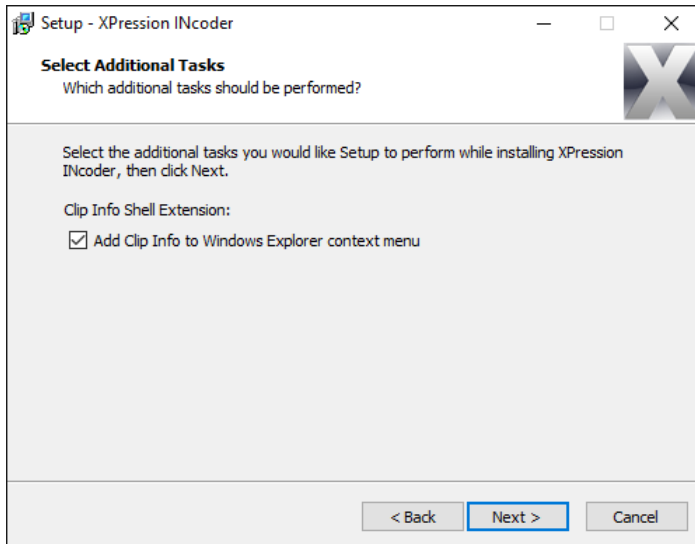 Setup - XPression INcoder
Select Additional Tasks
Which additional tasks should be performed?
Select the additional tasks you would like Setup to perform while installing XPression
INcoder, then click Next.
Clip Info Shell Extension:
Add Clip Info to Windows Explorer context menu
< Back
Next >
Cancel